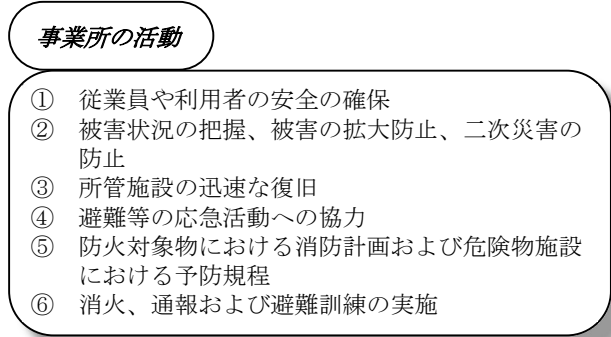 事業所の活動
① 従業員や利用者の安全の確保
② 被害状況の把握、被害の拡大防止、二次災害の
防止
③ 所管施設の迅速な復旧
④ 避難等の応急活動への協力
⑤ 防火対象物における消防計画および危険物施設
における予防規程
⑥ 消火、通報および避難訓練の実施